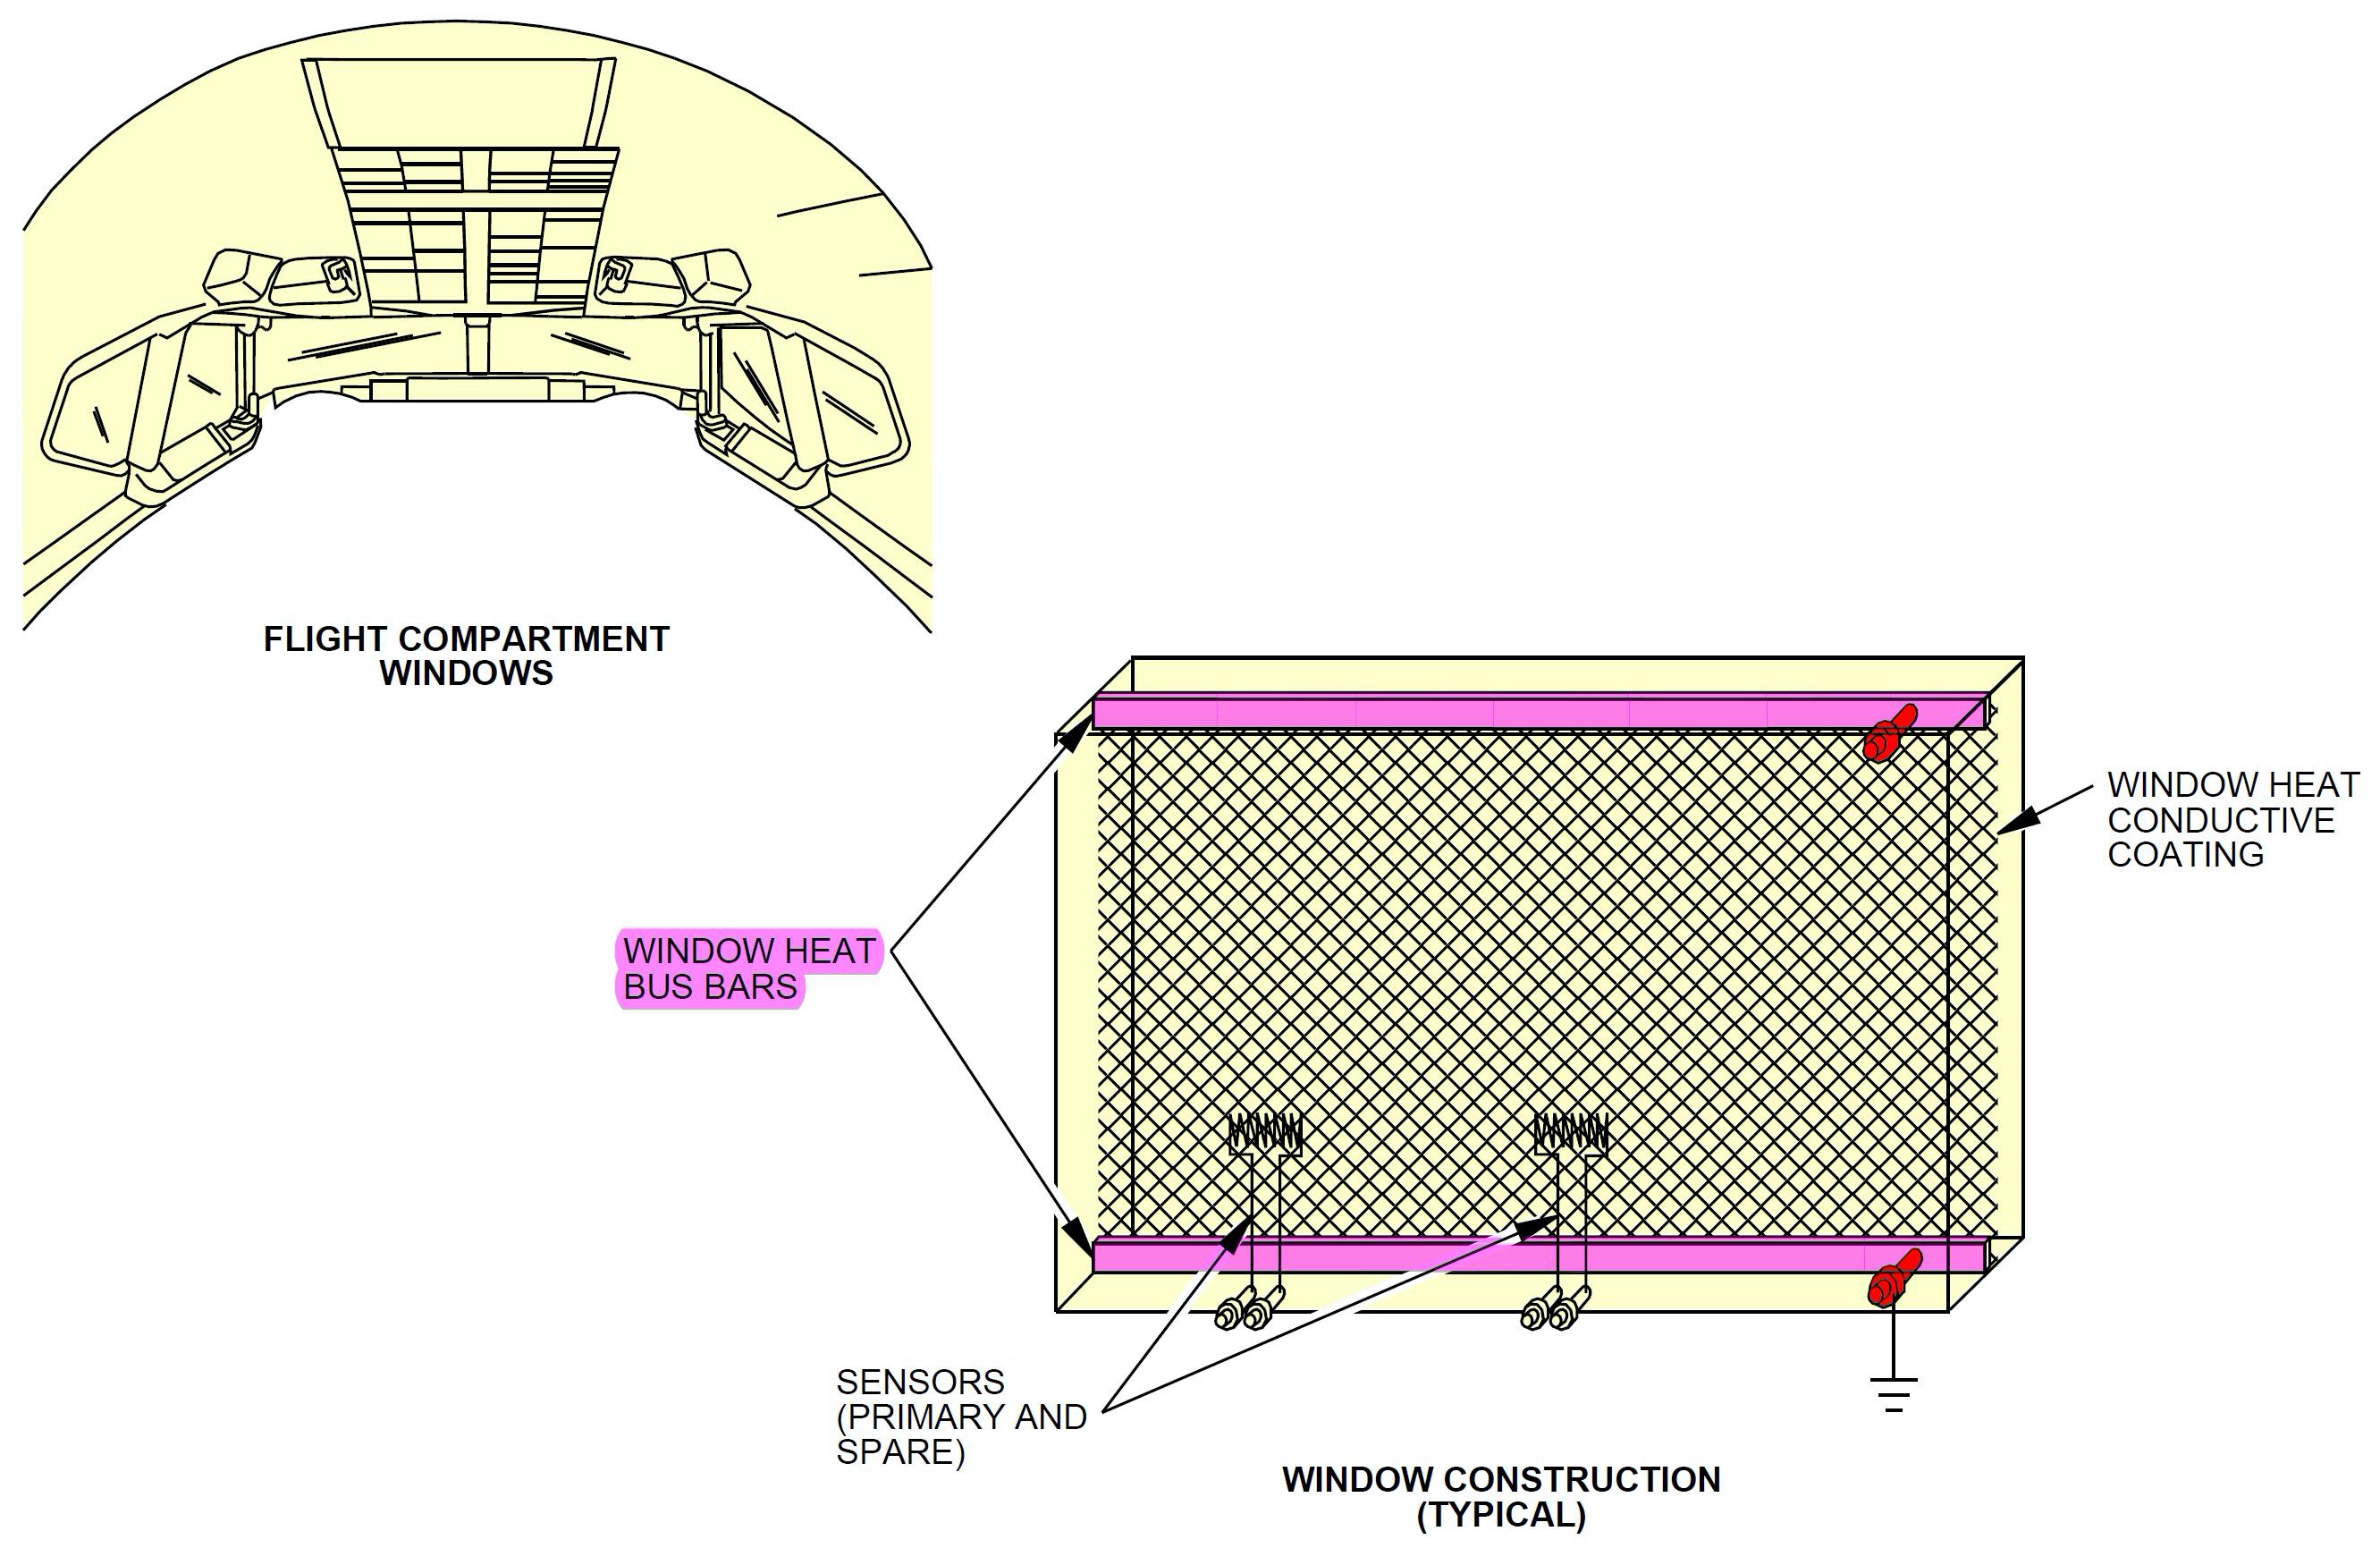 FLIGHT COMPARTMENT
WINDOWS
WINDOW HEAT
CONDUCTIVE
COATING
WINDOW HEAT
BUS BARS
SENSORS
(PRIMARY AND
SPARE)
WINDOW CONSTRUCTION
(TYPICAL)